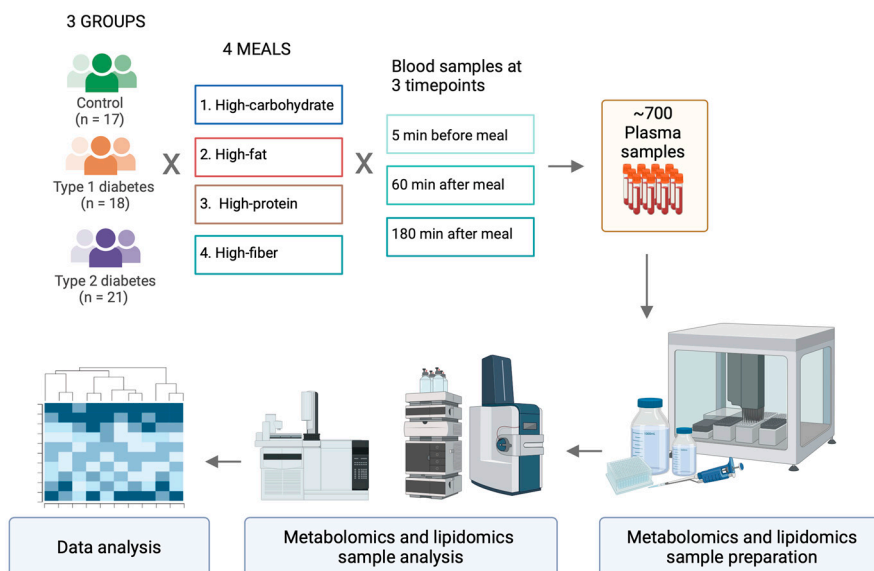 3 GROUPS
Control
(n = 17)
Type 1 diabetes
(n = 18)
Type 2 diabetes
(n = 21)
X
4 MEALS
1. High-carbohydrate
2. High-fat
3. High-protein
4. High-fiber
X
Blood samples at
3 timepoints
5 min before meal
60 min after meal
180 min after meal
~700
Plasma
samples
Data analysis
Metabolomics and lipidomics
sample analysis
Metabolomics and lipidomics
sample preparation